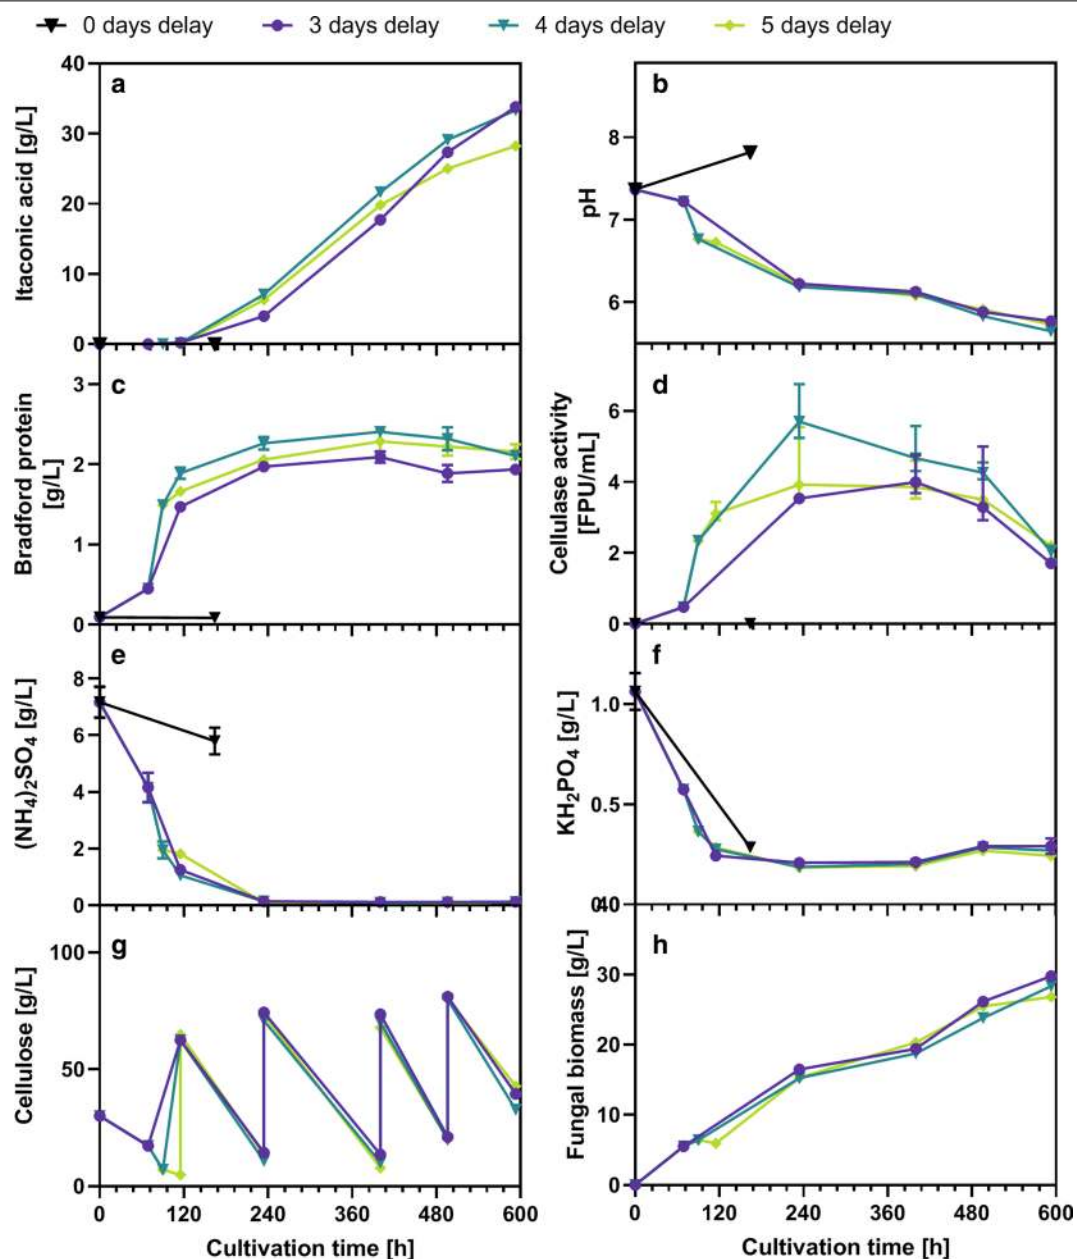 0 days delay 3 days delay 4 days delay 5 days delay
a
Itaconic acid [g/L]
40
30
20
10
0
b
pH
8
7
6
c
Bradford protein
[g/L]
3
2
1
0
d
Cellulase activity
[FPU/mL]
6
4
2
0
e
(NH4)2SO4 [g/L]
8
6
4
2
0
f
KH2PO4 [g/L]
1.0
0.5
g
Cellulose [g/L]
100
50
0
0 120 240 360 480 600
Cultivation time [h]
h
Fungal biomass [g/L]
30
20
10
0
0 120 240 360 480 600
Cultivation time [h]